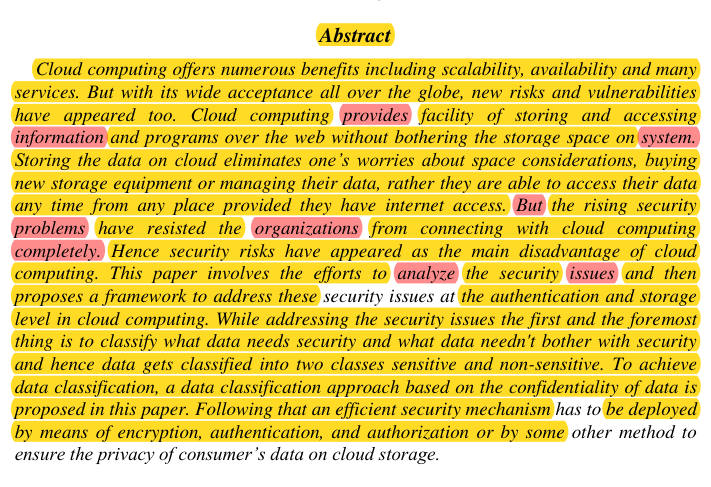 Abstract
Cloud computing offers numerous benefits including scalability, availability and many
services. But with its wide acceptance all over the globe, new risks and vulnerabilities
have appeared too. Cloud computing provides facility of storing and accessing
information and programs over the web without bothering the storage space on system.
Storing the data on cloud eliminates one's worries about space considerations, buying
new storage equipment or managing their data, rather they are able to access their data
any time from any place provided they have internet access. But the rising security
problems have resisted the organizations from connecting with cloud computing
completely. Hence security risks have appeared as the main disadvantage of cloud
computing. This paper involves the efforts to analyze the security issues and then
proposes a framework to address these security issues at the authentication and storage
level in cloud computing. While addressing the security issues the first and the foremost
thing is to classify what data needs security and what data needn't bother with security
and hence data gets classified into two classes sensitive and non-sensitive. To achieve
data classification, a data classification approach based on the confidentiality of data is
proposed in this paper. Following that an efficient security mechanism has to be deployed
by means of encryption, authentication, and authorization or by some other method to
ensure the privacy of consumer's data on cloud storage.